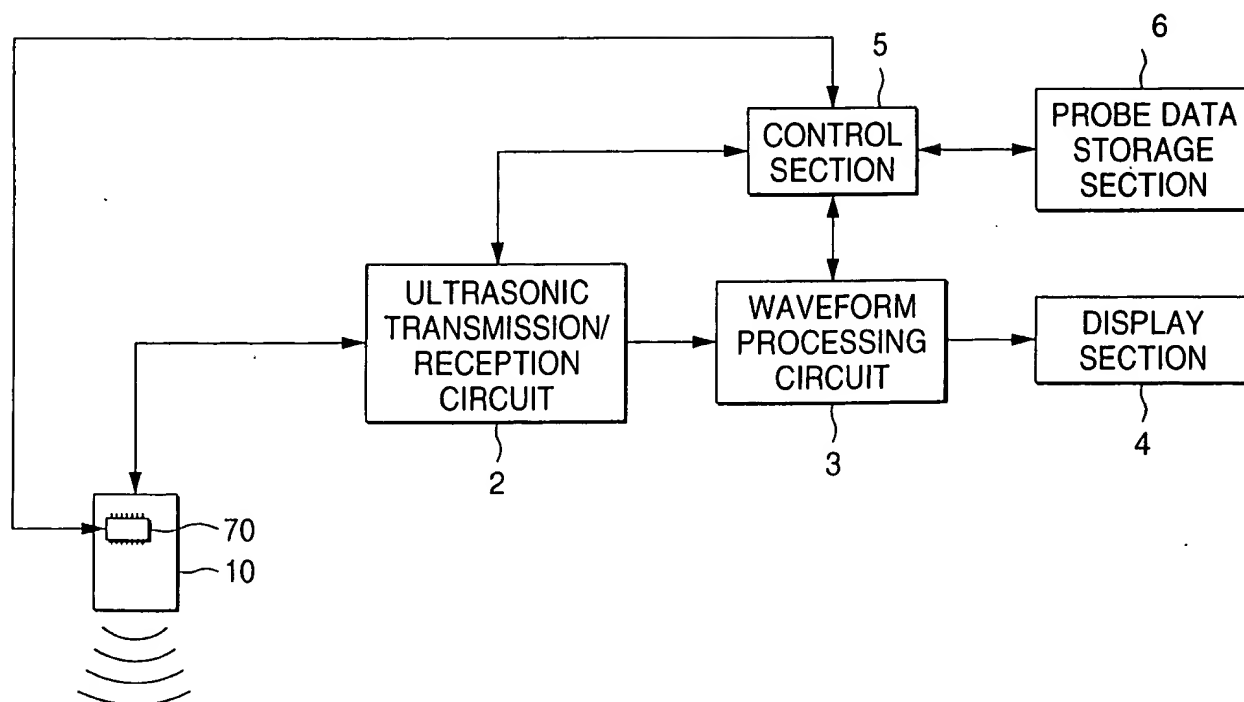 5
6
CONTROL
SECTION
PROBE DATA
STORAGE
SECTION
ULTRASONIC
TRANSMISSION/
RECEPTION
CIRCUIT
WAVEFORM
PROCESSING
CIRCUIT
DISPLAY
SECTION
2
3
4
70
10